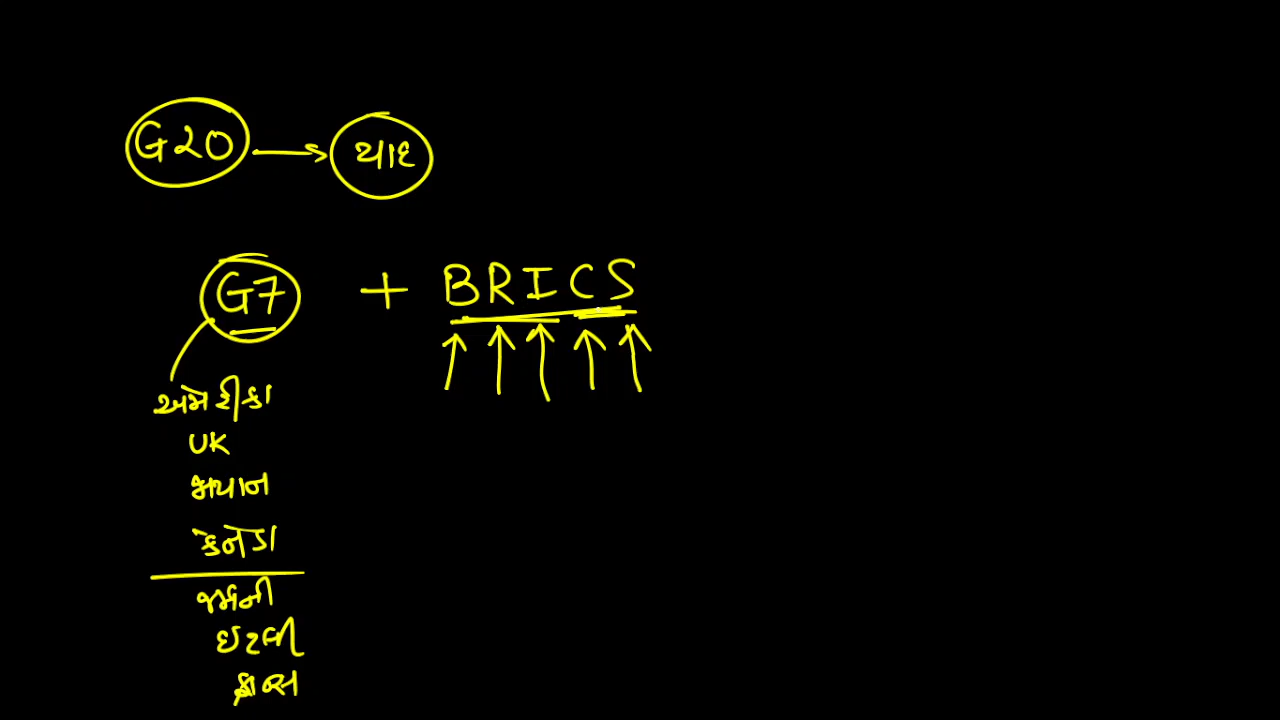 G20 → યાદ
G7 + BRICS
અમેરીકા
UK
જાપાન
કેનેડા
જર્મની
ઇટલી
ફ્રાન્સ